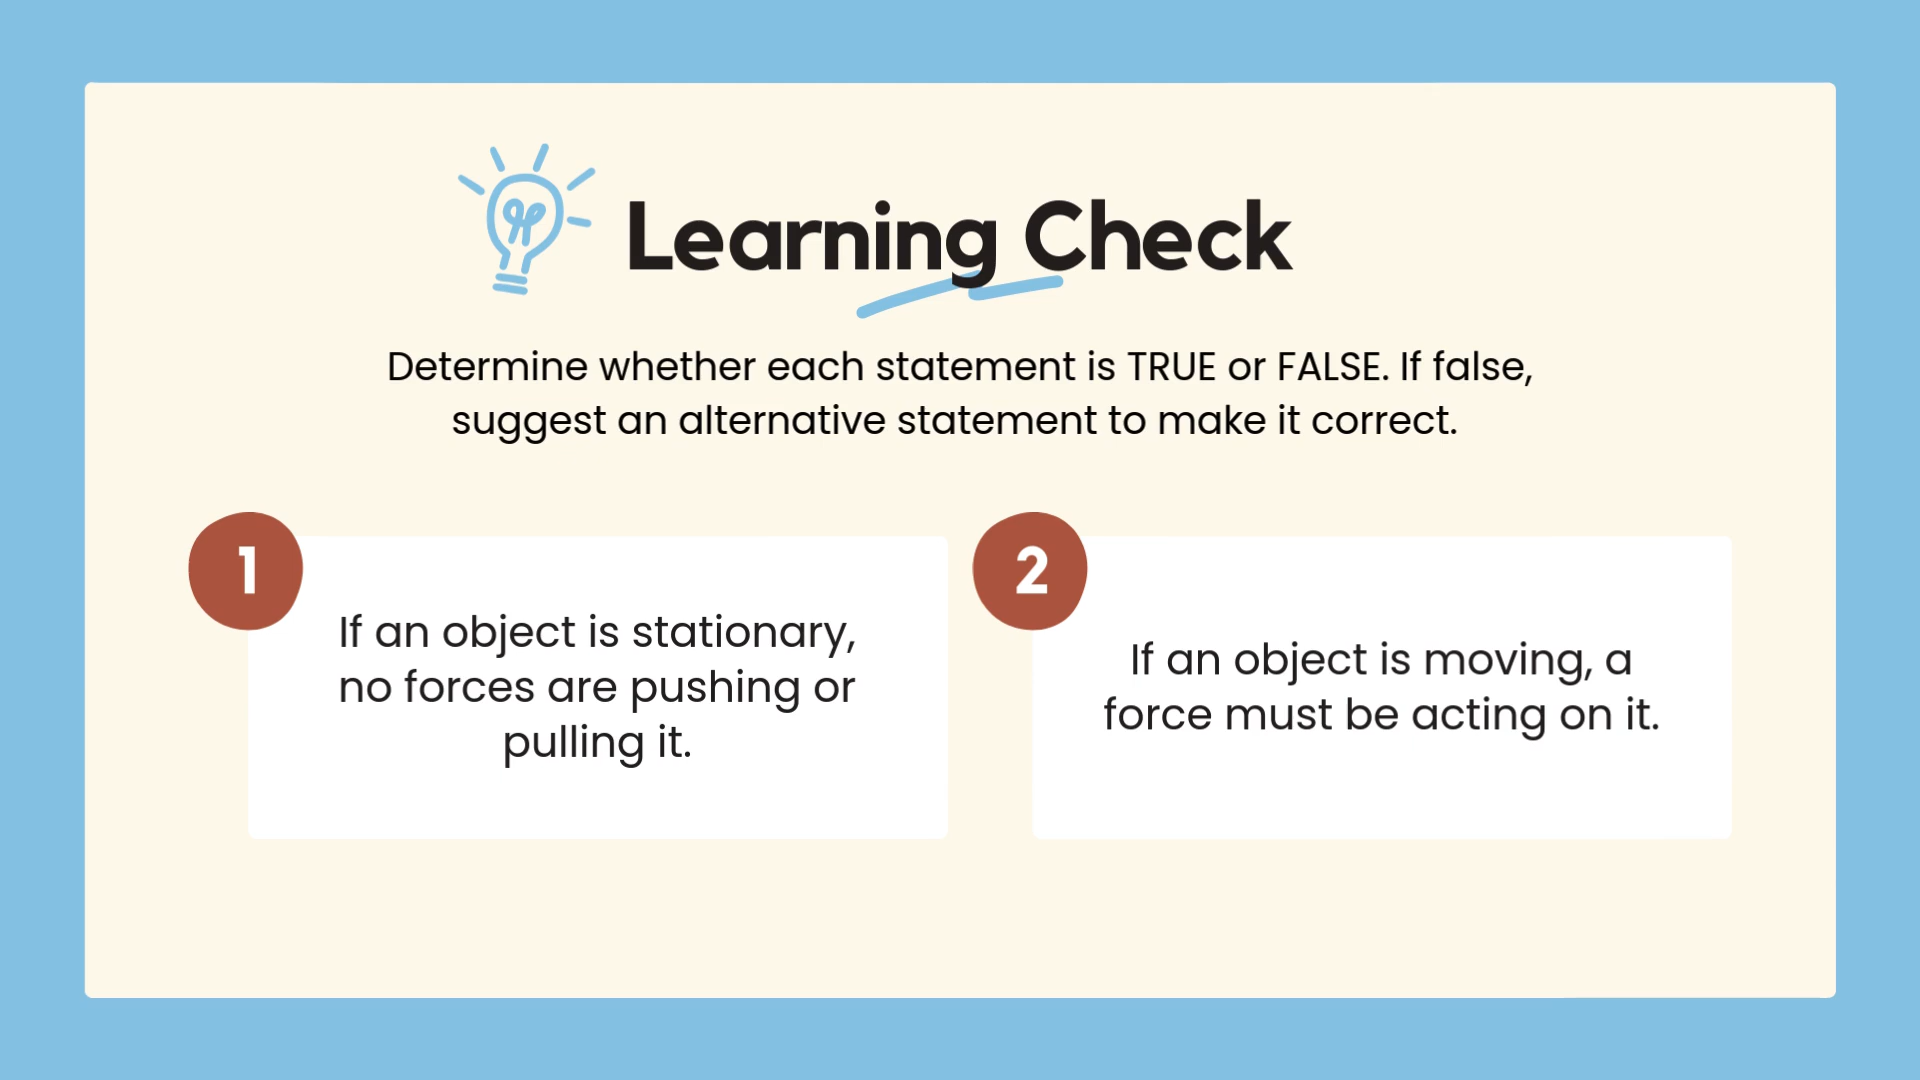 Learning Check
Determine whether each statement is TRUE or FALSE. If false,
suggest an alternative statement to make it correct.
1
If an object is stationary,
no forces are pushing or
pulling it.
2
If an object is moving, a
force must be acting on it.